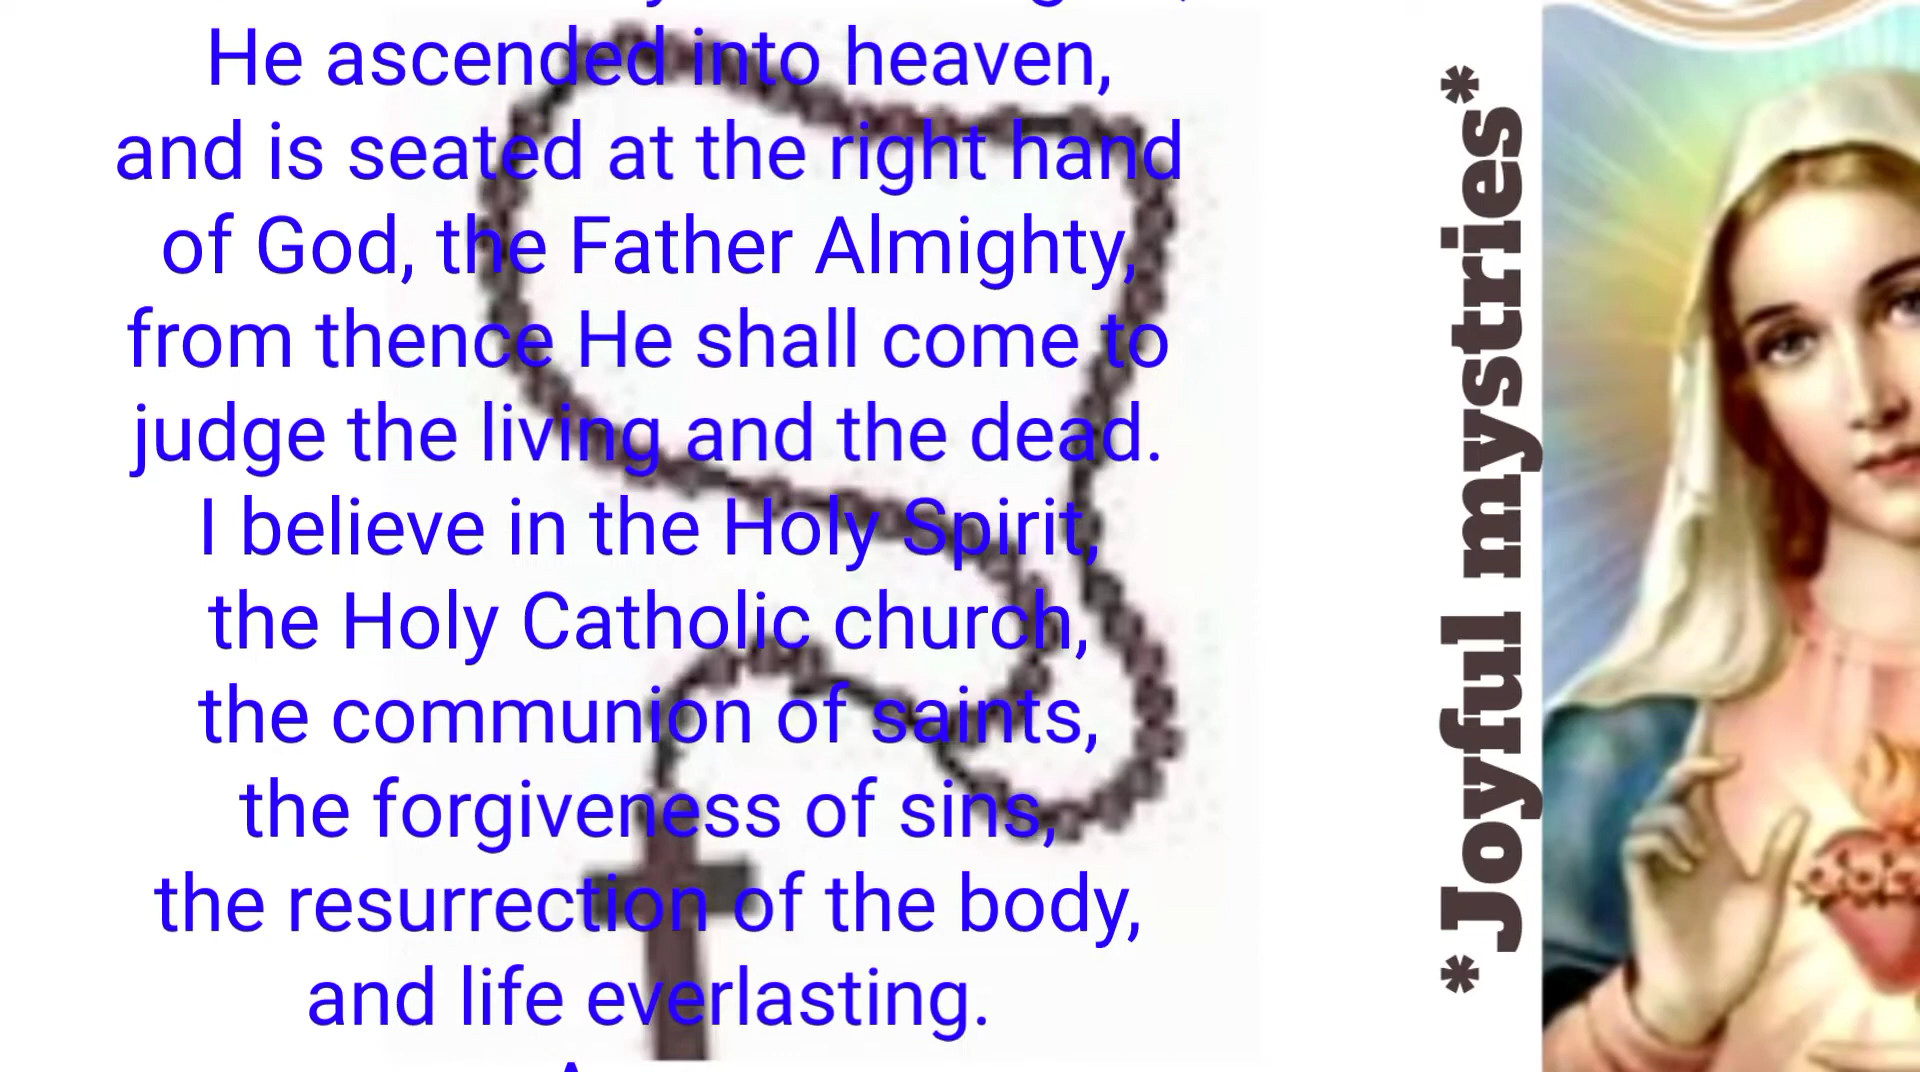 He ascended into heaven,
and is seated at the right hand
of God, the Father Almighty,
from thence He shall come to
judge the living and the dead.
I believe in the Holy Spirit,
the Holy Catholic church,
the communion of saints,
the forgiveness of sins,
the resurrection of the body,
and life everlasting.
*Joyful mystries*